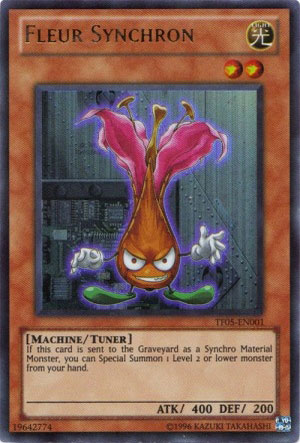 FLEUR SYNCHRON
LIGHT
光
TF05-EN001
[MACHINE/TUNER]
If this card is sent to the Graveyard as a Synchro Material
Monster, you can Special Summon 1 Level 2 or lower monster
from your hand.
ATK/ 400 DEF/ 200
19642774
©1996 KAZUKI TAKAHASHI